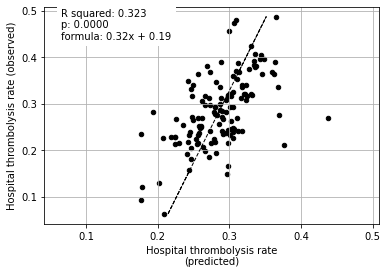 R squared: 0.323
p: 0.0000
formula: 0.32x + 0.19
Hospital thrombolysis rate (observed)
0.5
0.4
0.3
0.2
0.1
0.1
0.2
0.3
0.4
0.5
Hospital thrombolysis rate
(predicted)